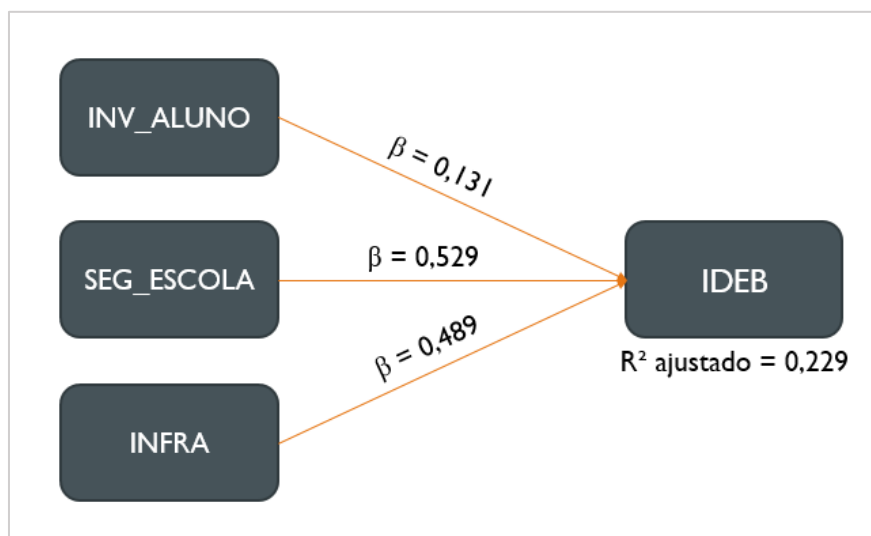 INV_ALUNO
β = 0,131
SEG_ESCOLA
β = 0,529
IDEB
R² ajustado = 0,229
β = 0,489
INFRA